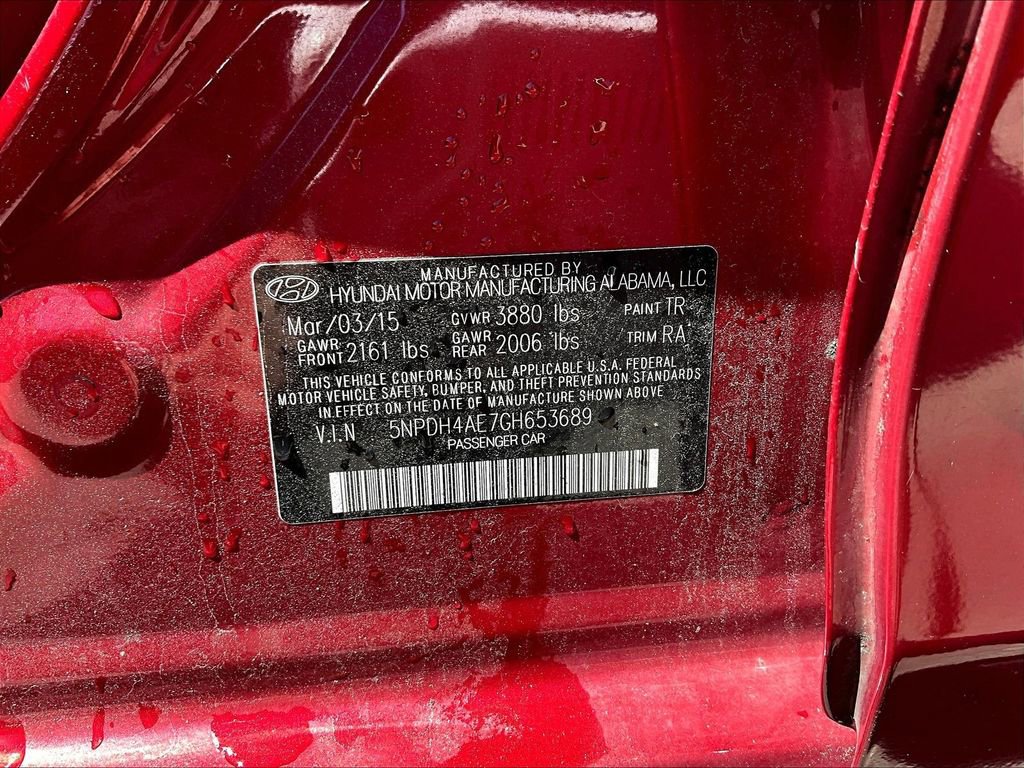 MANUFACTURED BY
HYUNDAI MOTOR MANUFACTURING ALABAMA, LLC
Mar/03/15 GVWR 3880 lbs PAINT TR
GAWR FRONT 2161 lbs GAWR REAR 2006 lbs TRIM RA
THIS VEHICLE CONFORMS TO ALL APPLICABLE U.S.A. FEDERAL
MOTOR VEHICLE SAFETY, BUMPER, AND THEFT PREVENTION STANDARDS
IN EFFECT ON THE DATE OF MANUFACTURE SHOWN ABOVE
V.I.N 5NPDH4AE7GH653689
PASSENGER CAR